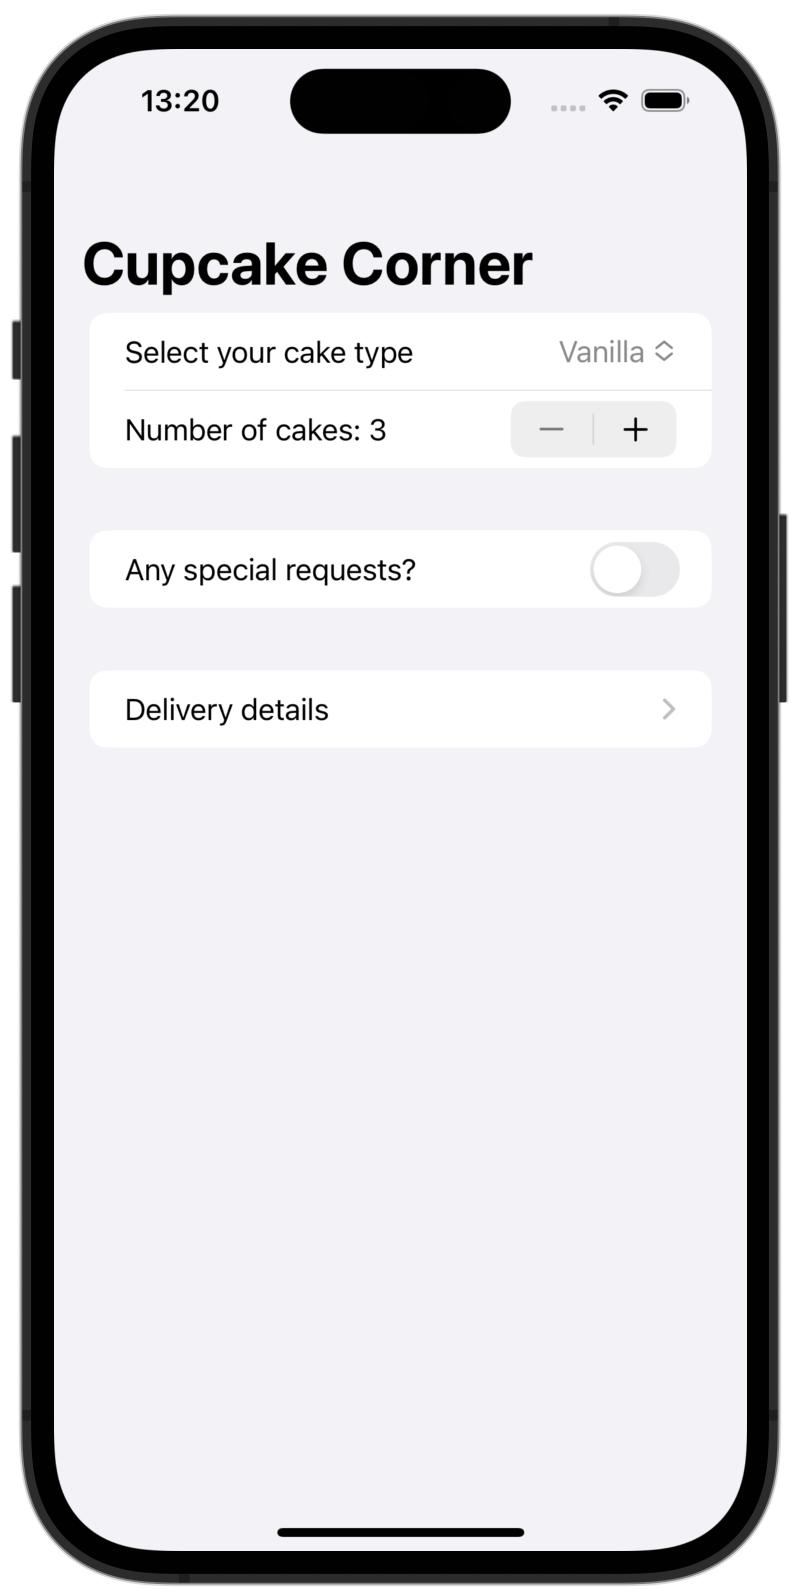 13:20
Cupcake Corner
Select your cake type Vanilla
Number of cakes: 3
Any special requests?
Delivery details